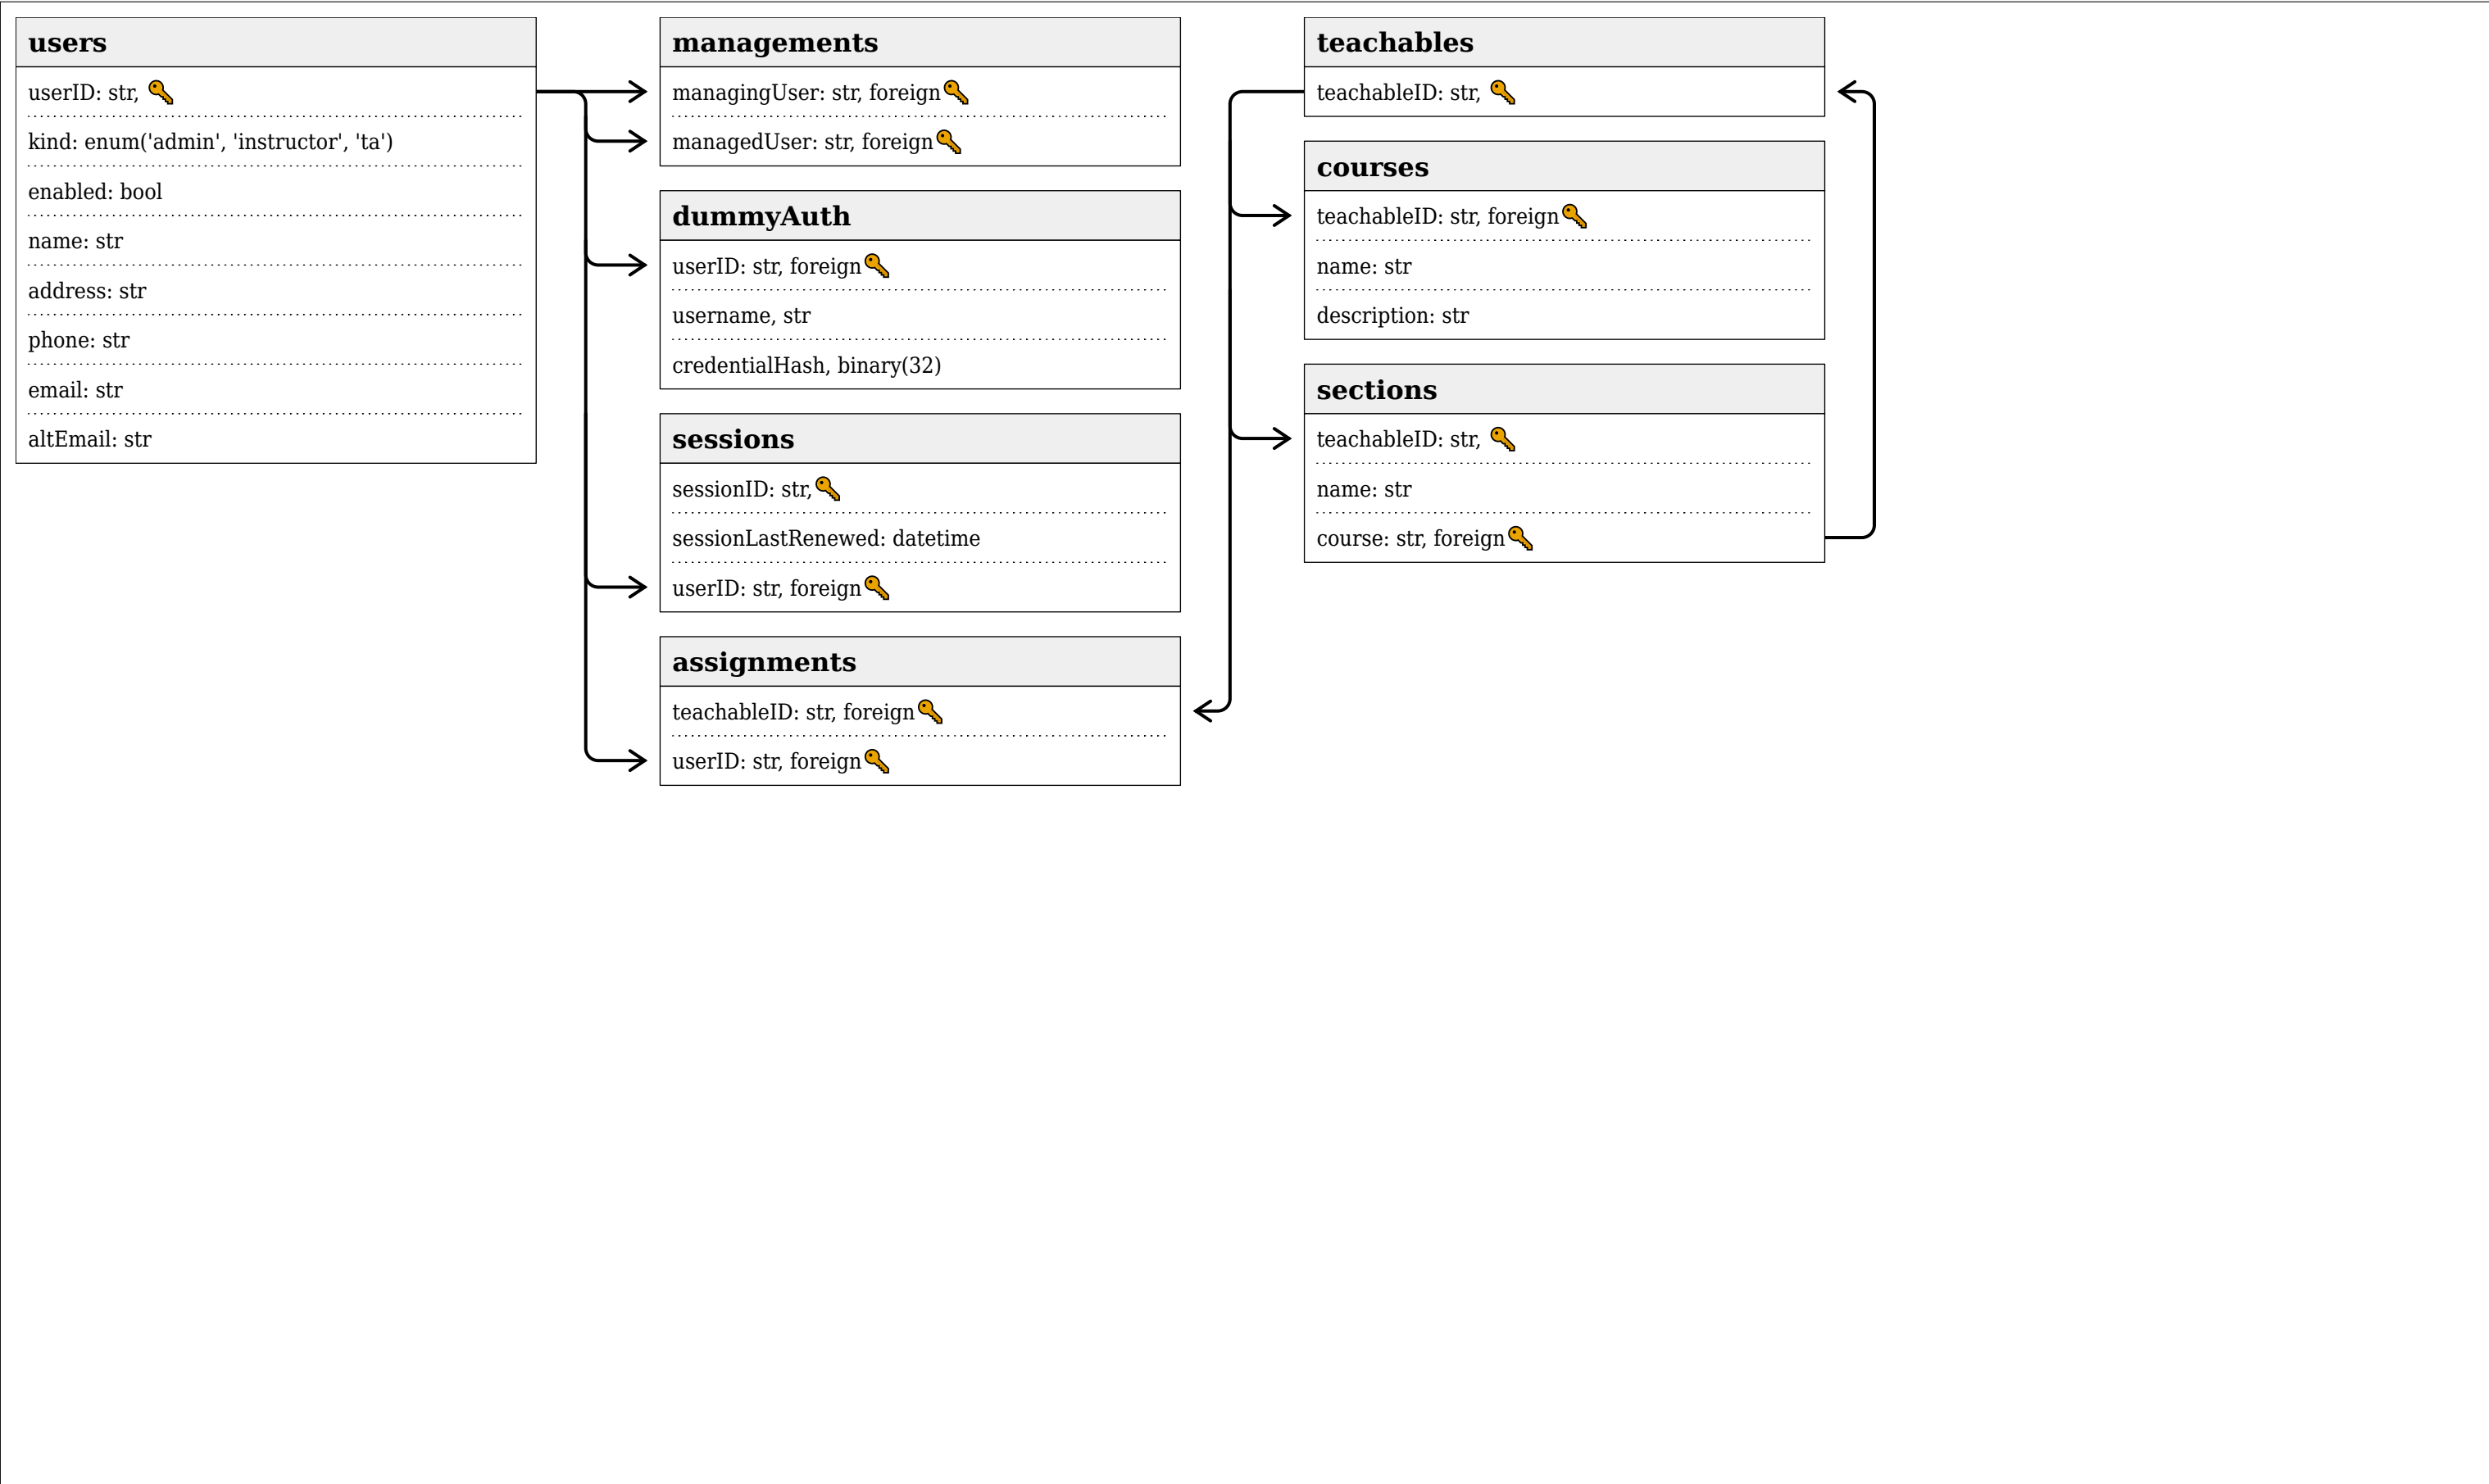 users
userID: str,
kind: enum('admin', 'instructor', 'ta')
enabled: bool
name: str
address: str
phone: str
email: str
altEmail: str
managements
managingUser: str, foreign
managedUser: str, foreign
dummyAuth
userID: str, foreign
username, str
credentialHash, binary(32)
sessions
sessionID: str,
sessionLastRenewed: datetime
userID: str, foreign
assignments
teachableID: str, foreign
userID: str, foreign
teachables
teachableID: str,
courses
teachableID: str, foreign
name: str
description: str
sections
teachableID: str,
name: str
course: str, foreign